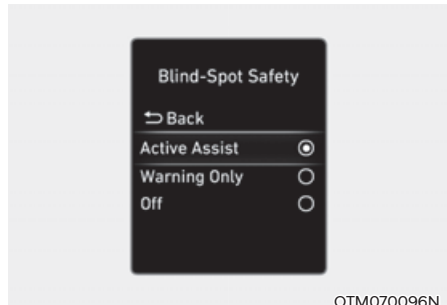 Blind-Spot Safety
Back
Active Assist
Warning Only
Off
OTM070096N